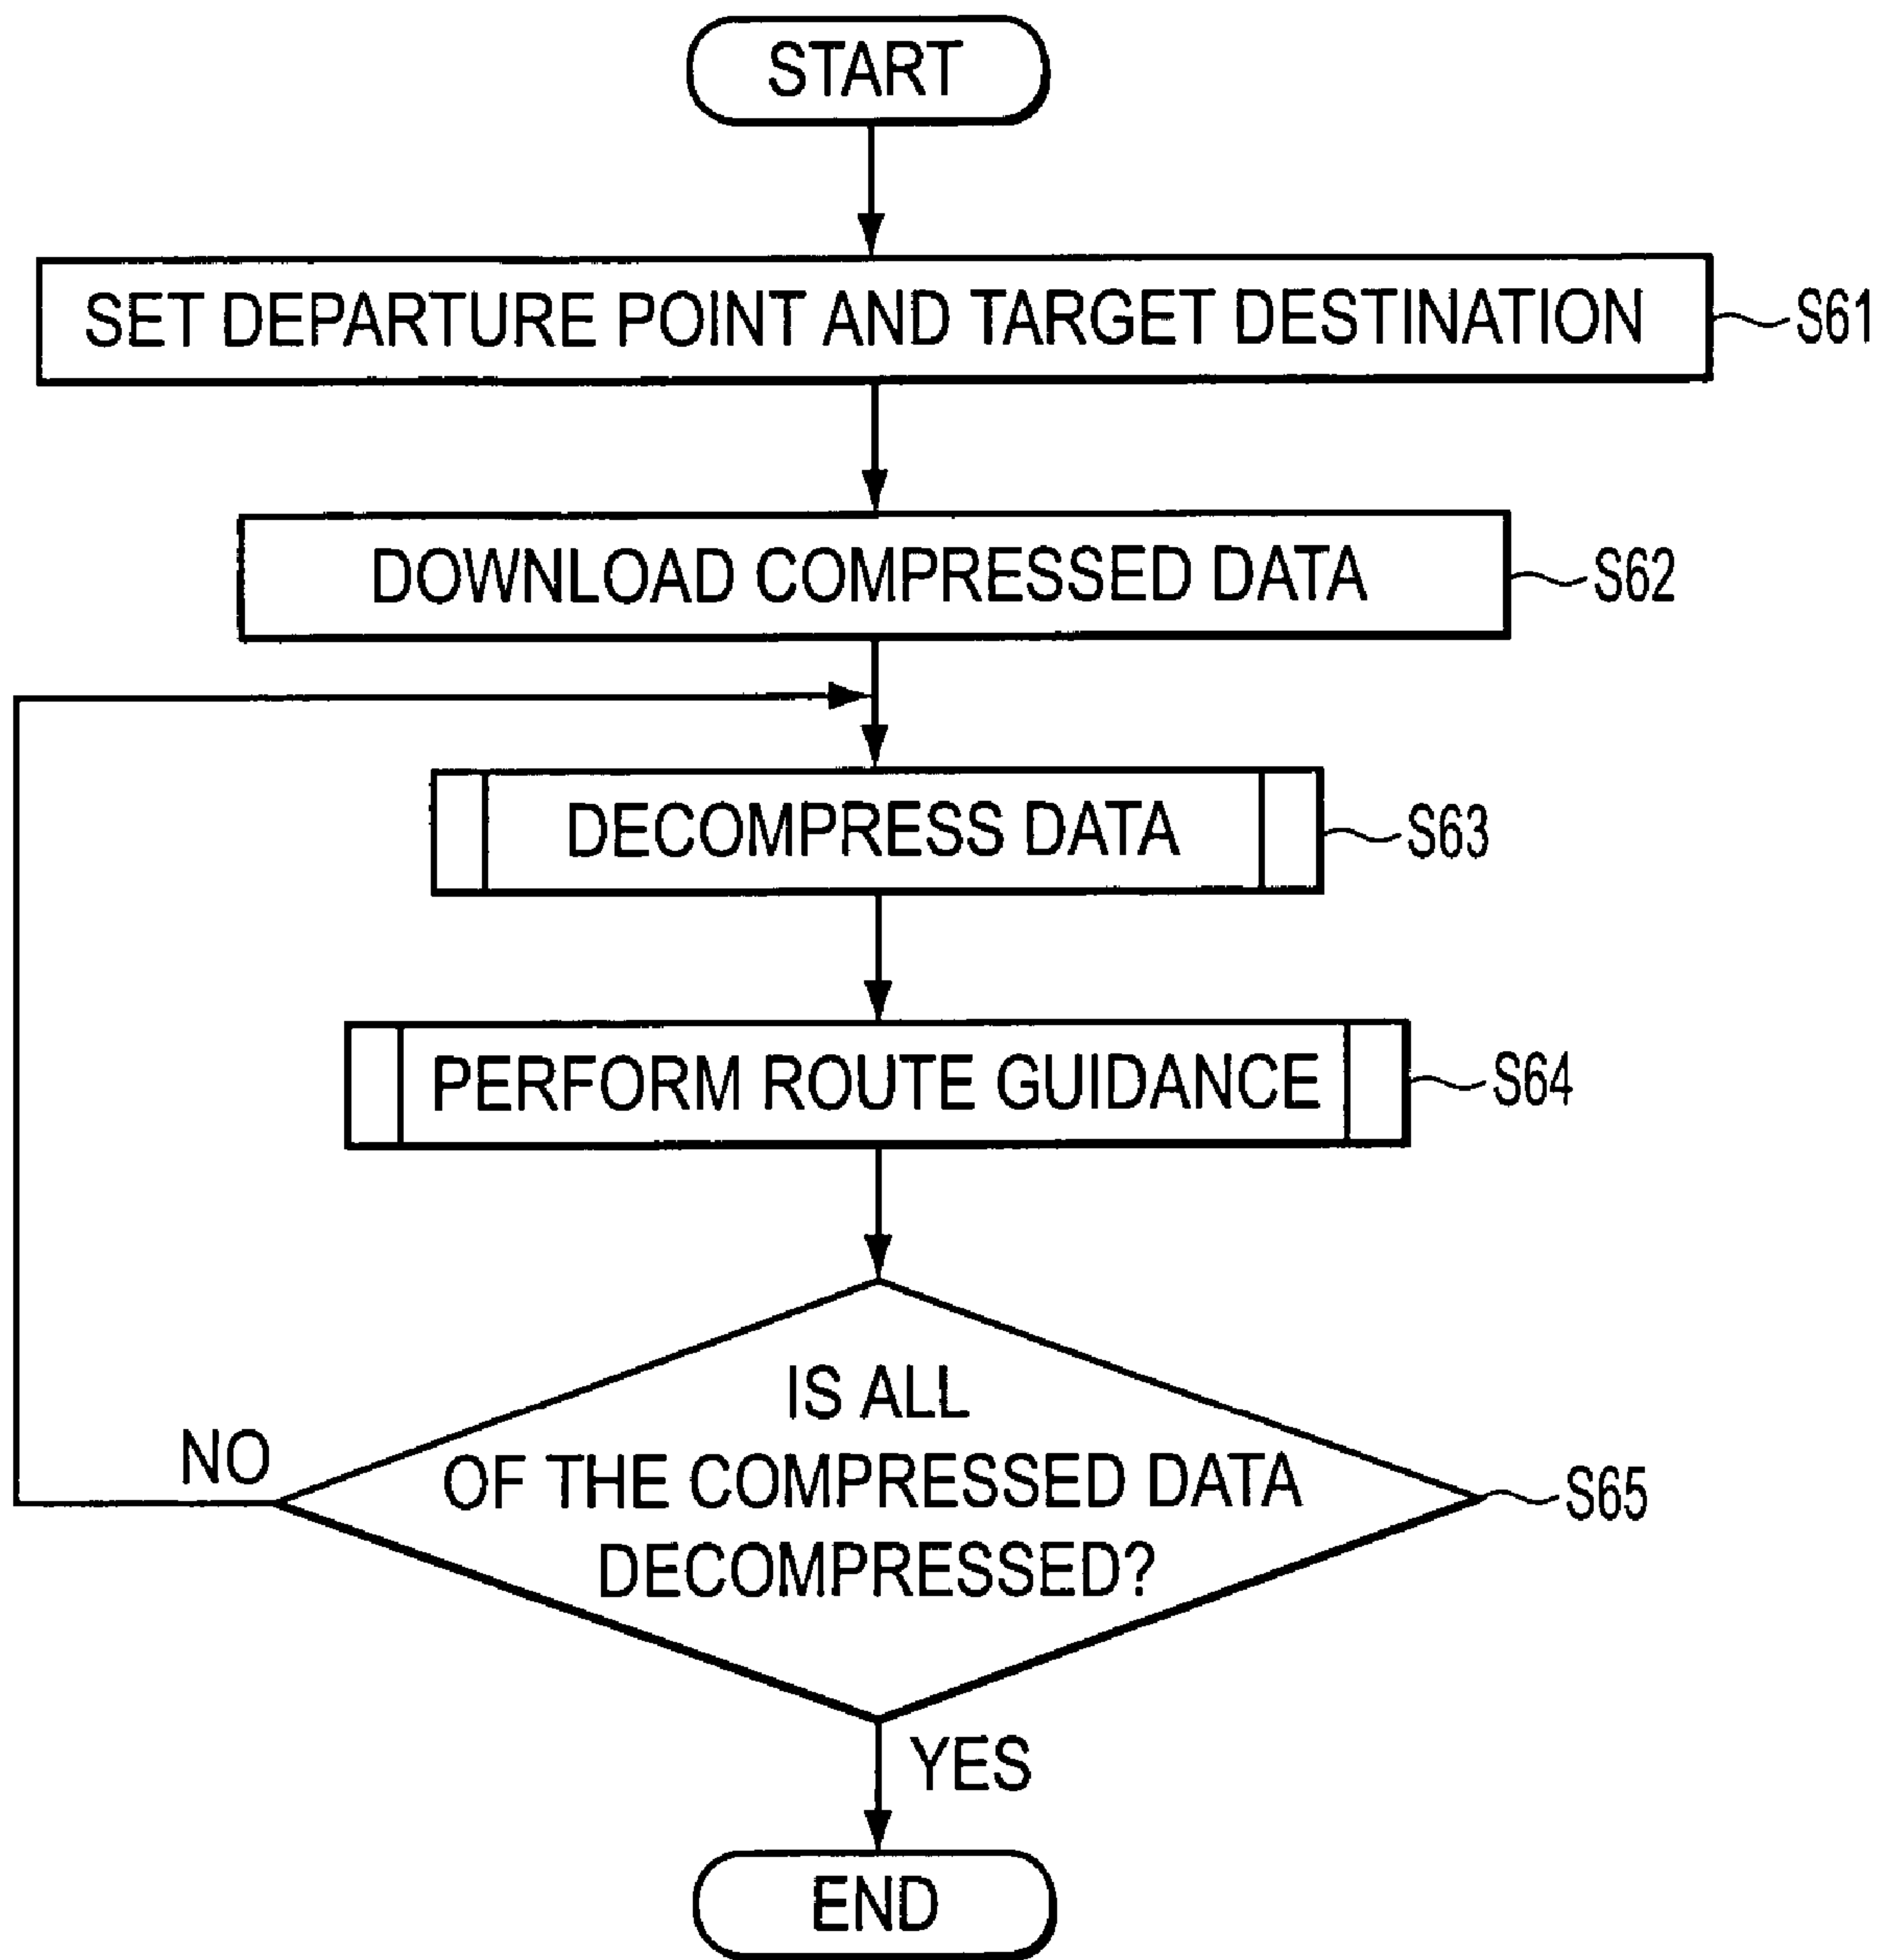 START
SET DEPARTURE POINT AND TARGET DESTINATION
S61
DOWNLOAD COMPRESSED DATA
S62
DECOMPRESS DATA
S63
PERFORM ROUTE GUIDANCE
S64
IS ALL
OF THE COMPRESSED DATA
DECOMPRESSED?
S65
NO
YES
END